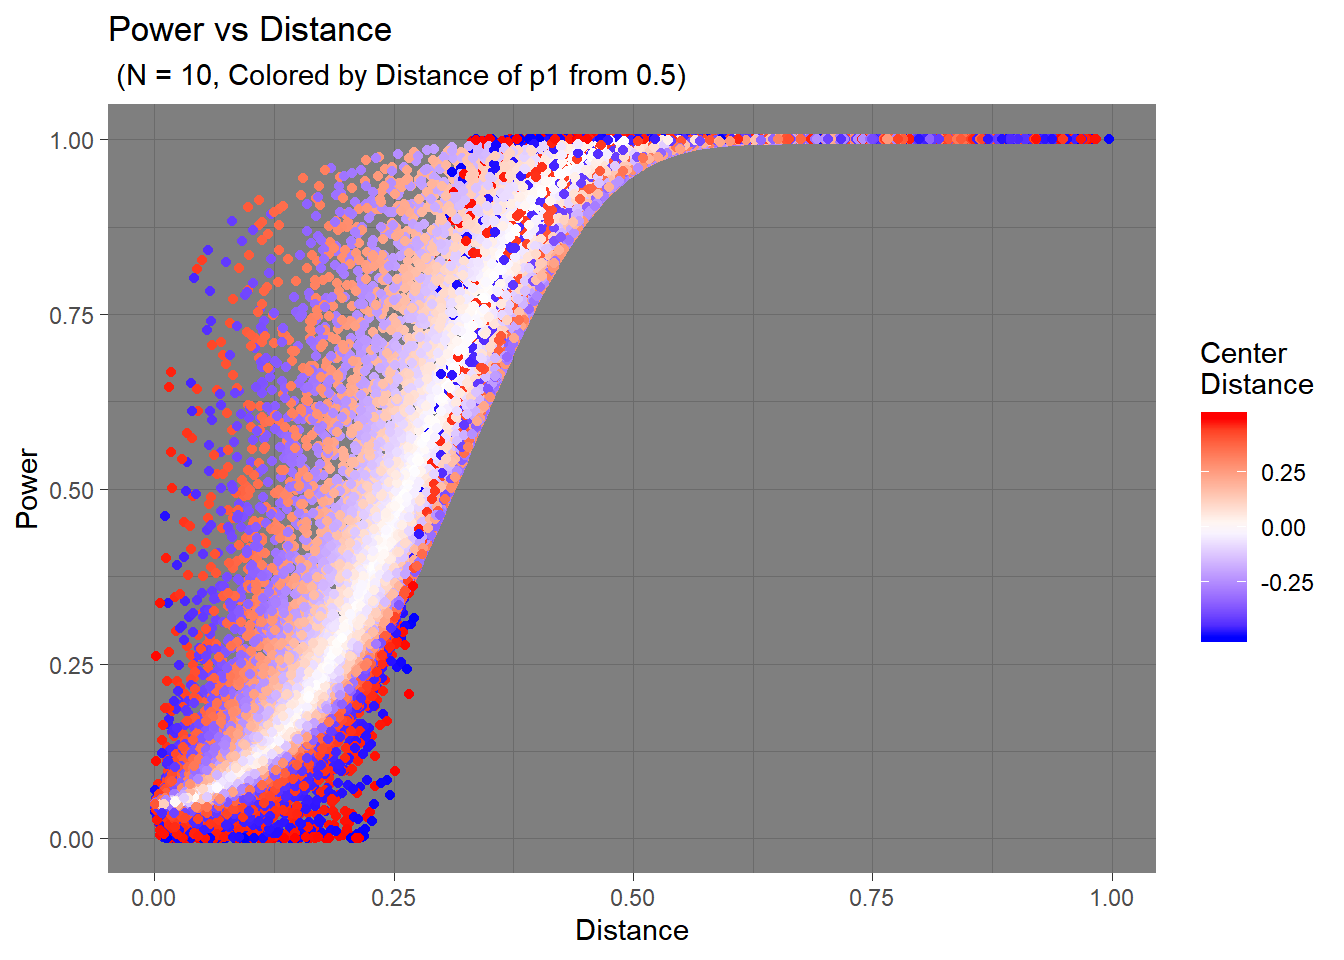 Power vs Distance
(N = 10, Colored by Distance of p1 from 0.5)
1.00
0.75
0.50
0.25
0.00
Power
0.00 0.25 0.50 0.75 1.00
Distance
Center
Distance
0.25
0.00
-0.25